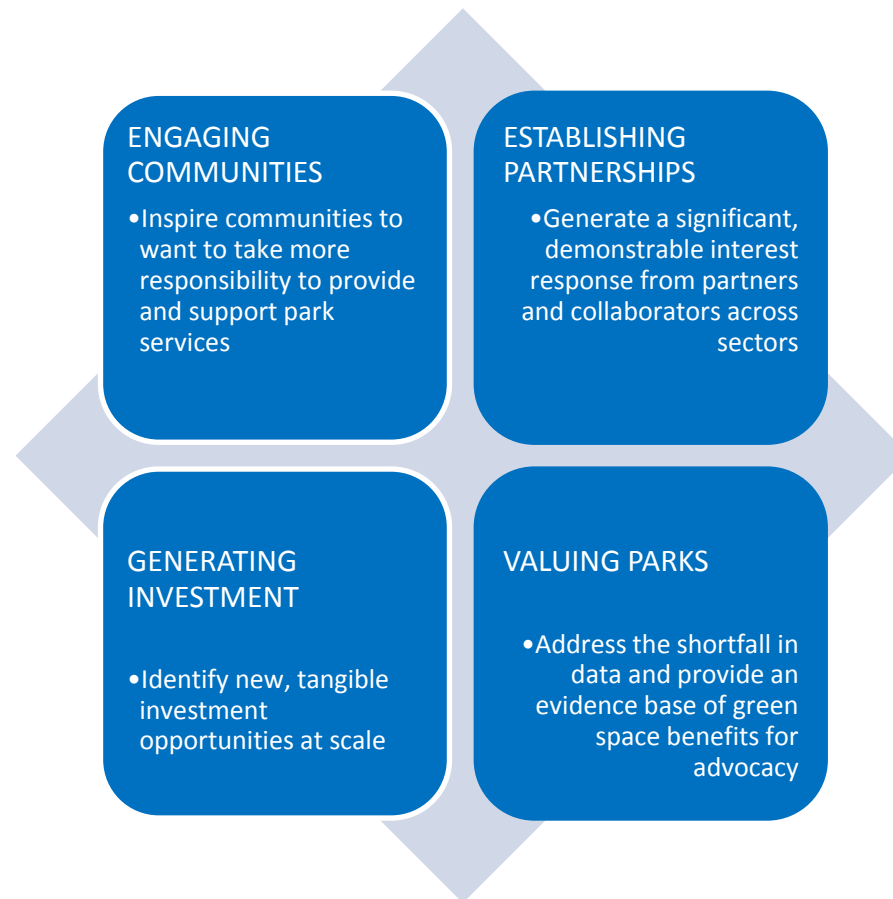 ENGAGING
COMMUNITIES
•Inspire communities to
want to take more
responsibility to provide
and support park
services
ESTABLISHING
PARTNERSHIPS
•Generate a significant,
demonstrable interest
response from partners
and collaborators across
sectors
GENERATING
INVESTMENT
•Identify new, tangible
investment
opportunities at scale
VALUING PARKS
•Address the shortfall in
data and provide an
evidence base of green
space benefits for
advocacy